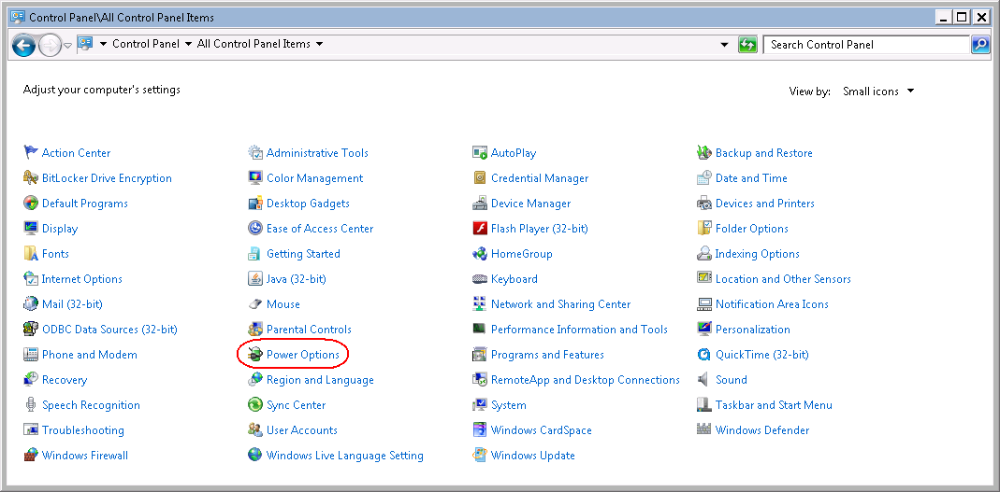 Control Panel\All Control Panel Items
Control Panel All Control Panel Items Search Control Panel
Adjust your computer's settings View by: Small icons
Action Center Administrative Tools AutoPlay Backup and Restore
BitLocker Drive Encryption Color Management Credential Manager Date and Time
Default Programs Desktop Gadgets Device Manager Devices and Printers
Display Ease of Access Center Flash Player (32-bit) Folder Options
Fonts Getting Started HomeGroup Indexing Options
Internet Options Java (32-bit) Keyboard Location and Other Sensors
Mail (32-bit) Mouse Network and Sharing Center Notification Area Icons
ODBC Data Sources (32-bit) Parental Controls Performance Information and Tools Personalization
Phone and Modem Power Options Programs and Features QuickTime (32-bit)
Recovery Region and Language RemoteApp and Desktop Connections Sound
Speech Recognition Sync Center System Taskbar and Start Menu
Troubleshooting User Accounts Windows CardSpace Windows Defender
Windows Firewall Windows Live Language Setting Windows Update